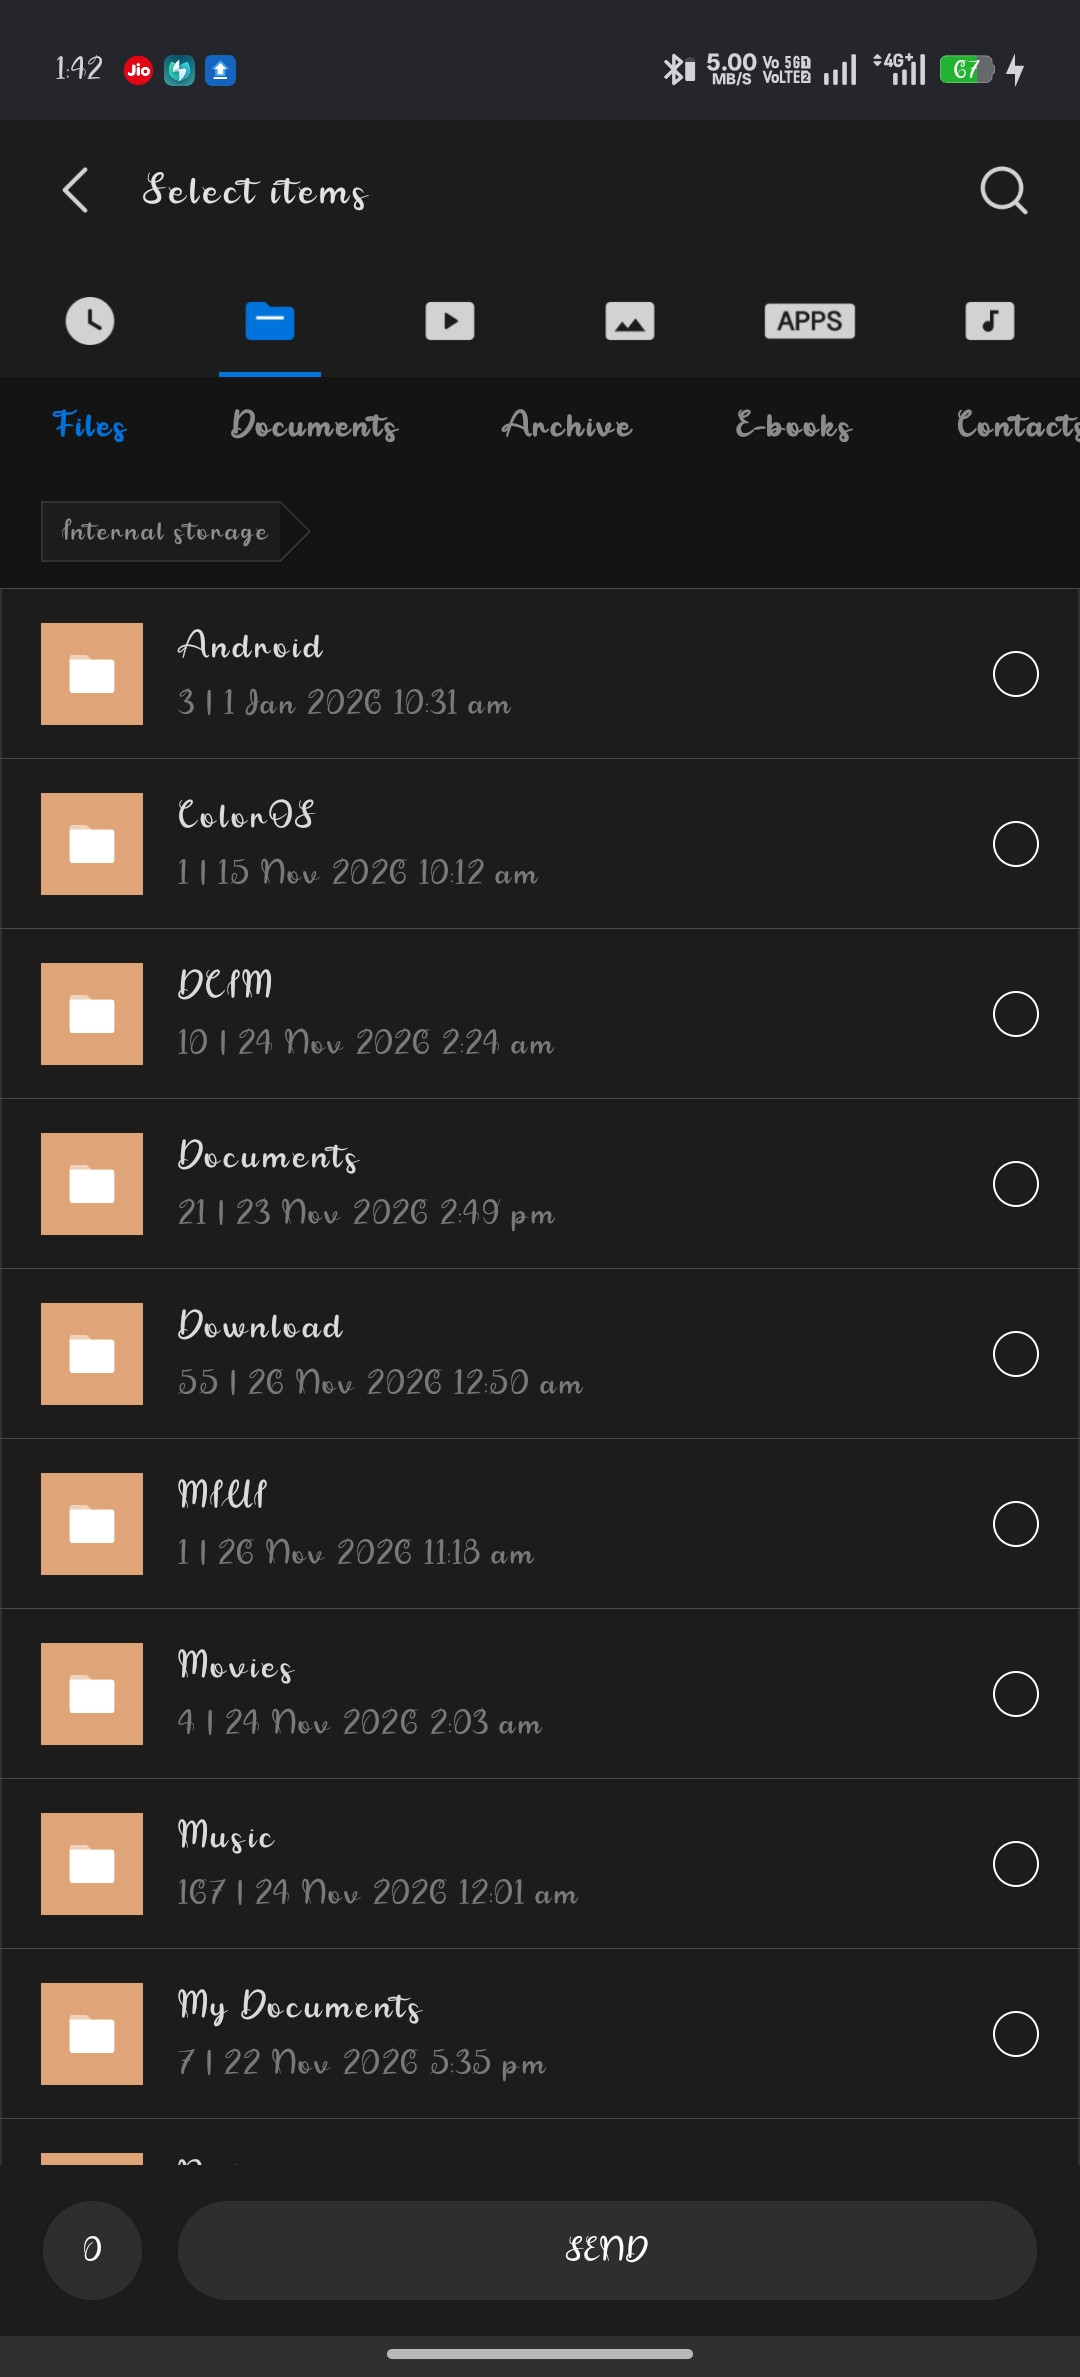 1:42 Jio 5.00 MB/S Vo 5G 1 VoLTE 2 4G+ 67
Select items
APPS
Files Documents Archive E-books Contacts
Internal storage
Android
3 | 1 Jan 2026 10:31 am
ColorOS
1 | 15 Nov 2026 10:12 am
DCIM
10 | 24 Nov 2026 2:24 am
Documents
21 | 23 Nov 2026 2:49 pm
Download
55 | 26 Nov 2026 12:50 am
MIUI
1 | 26 Nov 2026 11:18 am
Movies
4 | 24 Nov 2026 2:03 am
Music
167 | 24 Nov 2026 12:01 am
My Documents
7 | 22 Nov 2026 5:35 pm
0 SEND